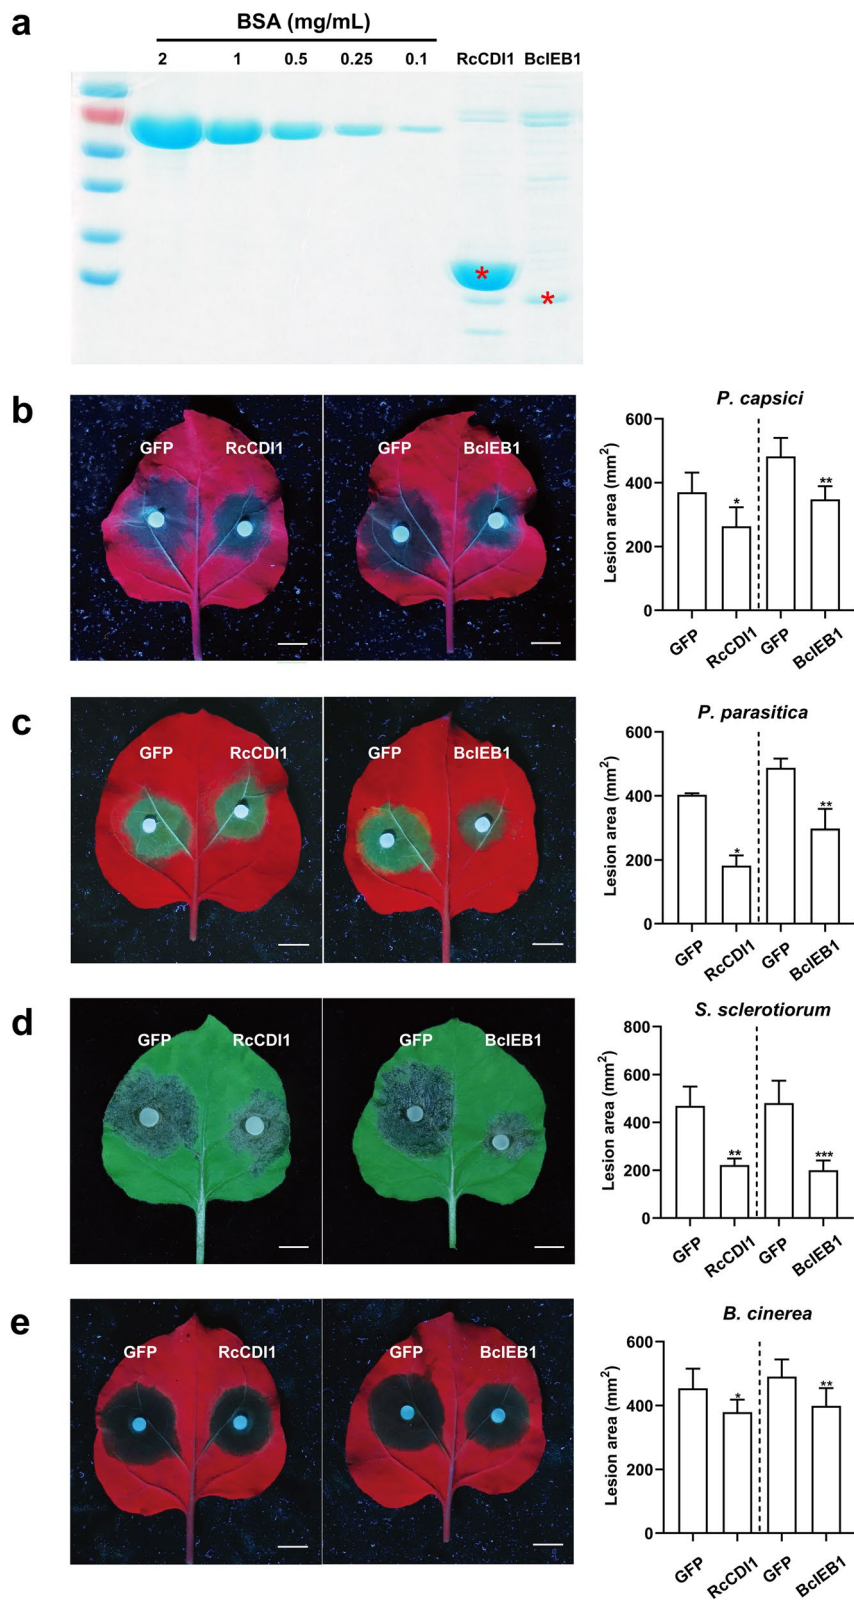 a
BSA (mg/mL)
2 1 0.5 0.25 0.1 RcCDI1 BcIEB1
*
*
b
GFP RcCDI1
GFP BcIEB1
P. capsici
Lesion area (mm²)
600
400
200
0
*
**
GFP RcCDI1 GFP BcIEB1
c
GFP RcCDI1
GFP BcIEB1
P. parasitica
Lesion area (mm²)
600
400
200
0
*
**
GFP RcCDI1 GFP BcIEB1
d
GFP RcCDI1
GFP BcIEB1
S. sclerotiorum
Lesion area (mm²)
800
600
400
200
0
**
***
GFP RcCDI1 GFP BcIEB1
e
GFP RcCDI1
GFP BcIEB1
B. cinerea
Lesion area (mm²)
600
400
200
0
*
**
GFP RcCDI1 GFP BcIEB1